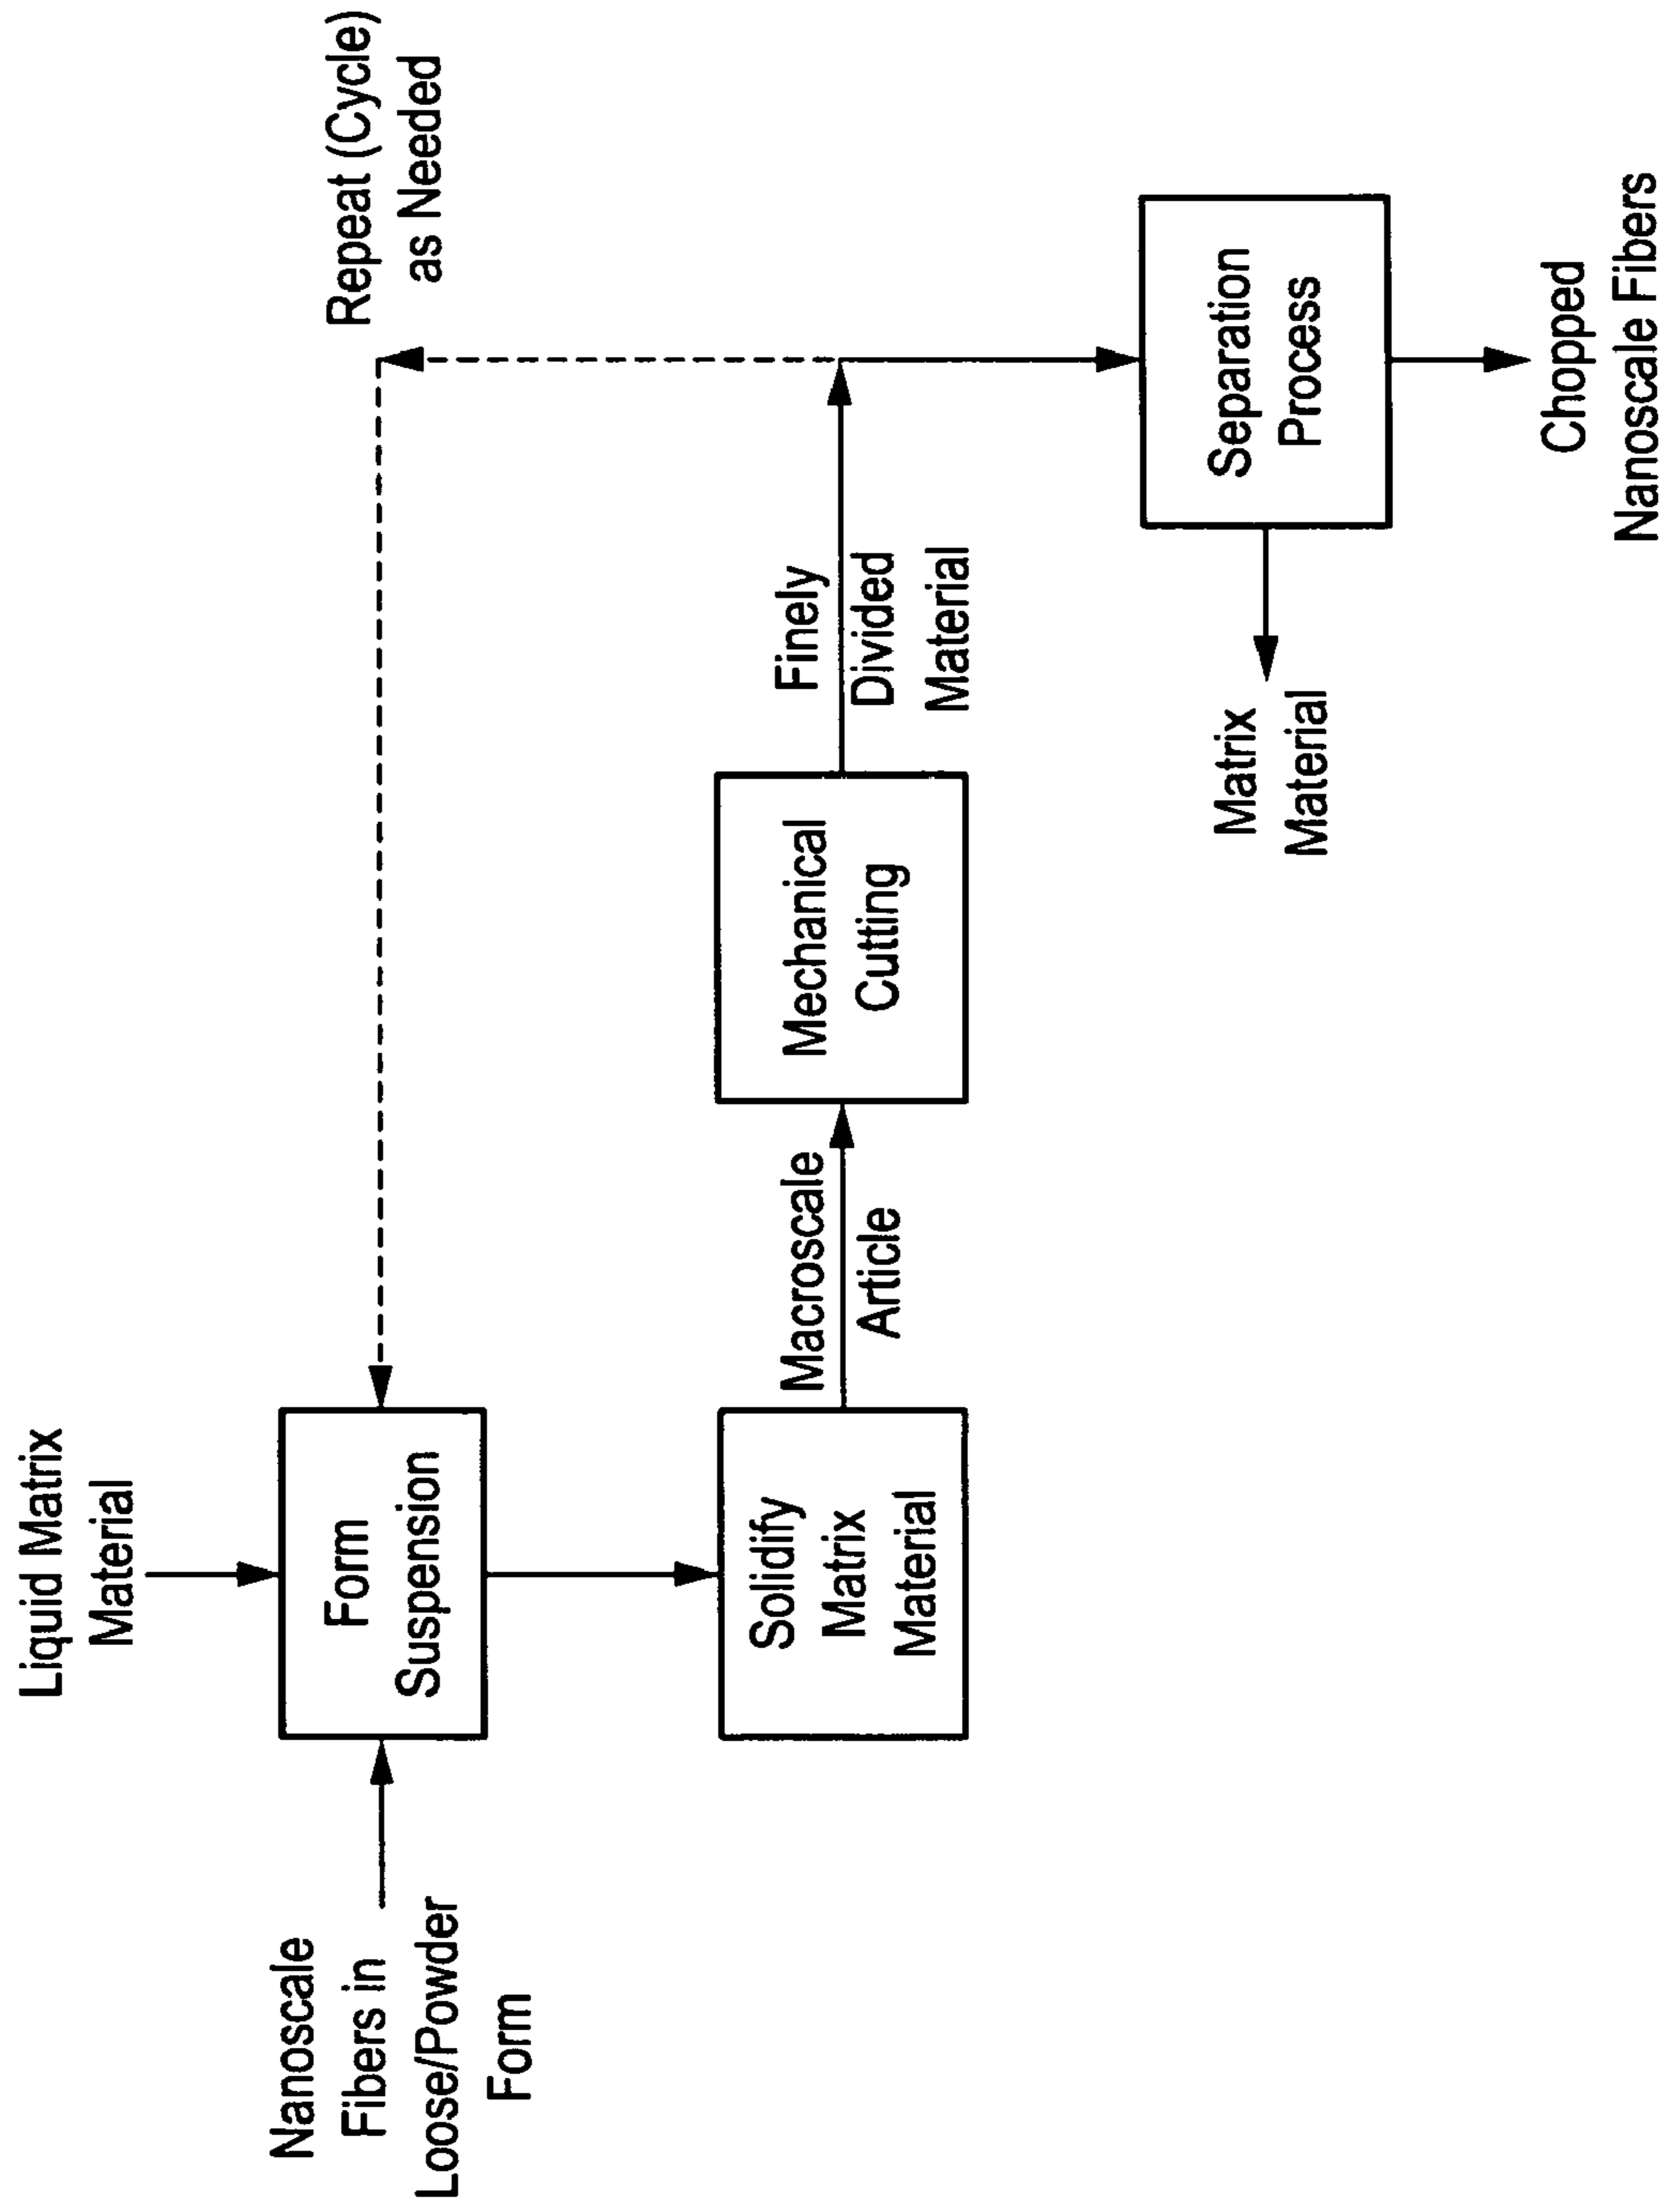 Liquid Matrix
Material
Repeat (Cycle)
as Needed
Nanoscale
Fibers in
Loose/Powder
Form
Form
Suspension
Solidify
Matrix
Material
Macroscale
Article
Mechanical
Cutting
Finely
Divided
Material
Separation
Process
Matrix
Material
Chopped
Nanoscale Fibers